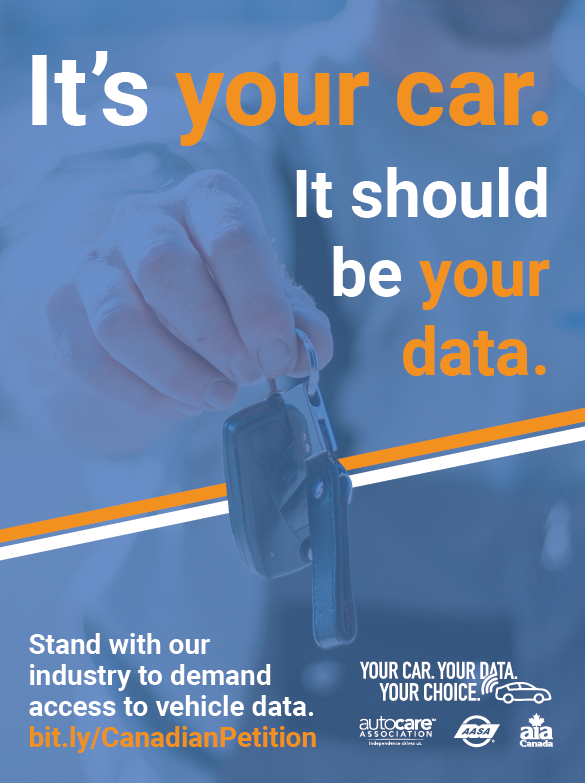 It’s your car.
It should
be your
data.
Stand with our
industry to demand
access to vehicle data.
bit.ly/CanadianPetition
YOUR CAR. YOUR DATA.
YOUR CHOICE.
autocare™
ASSOCIATION
Independence drives us.
AASA®
aia
Canada